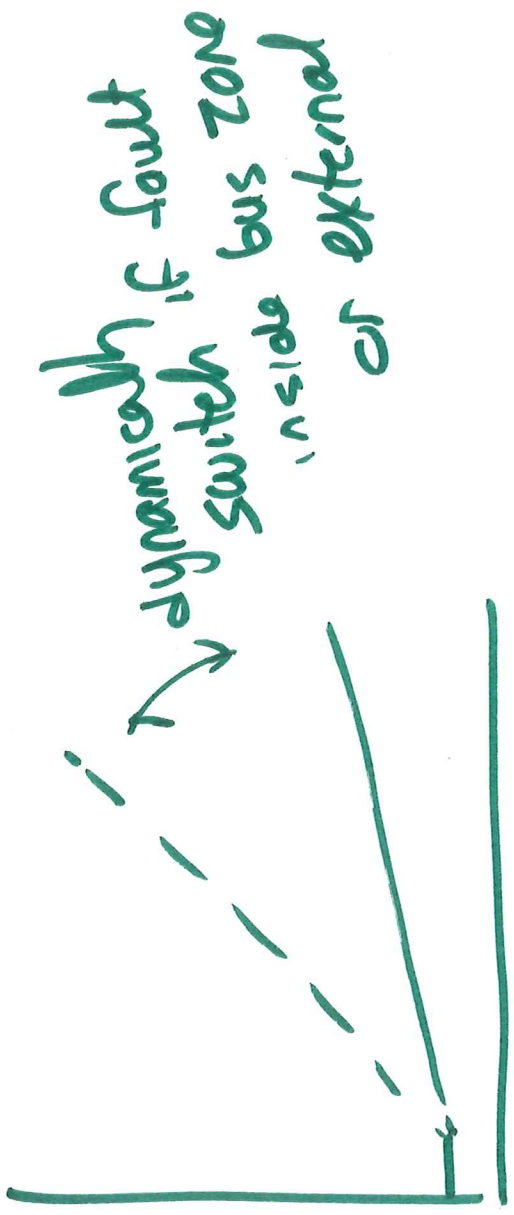 dynamically if fault
switch bus zone
inside
or external